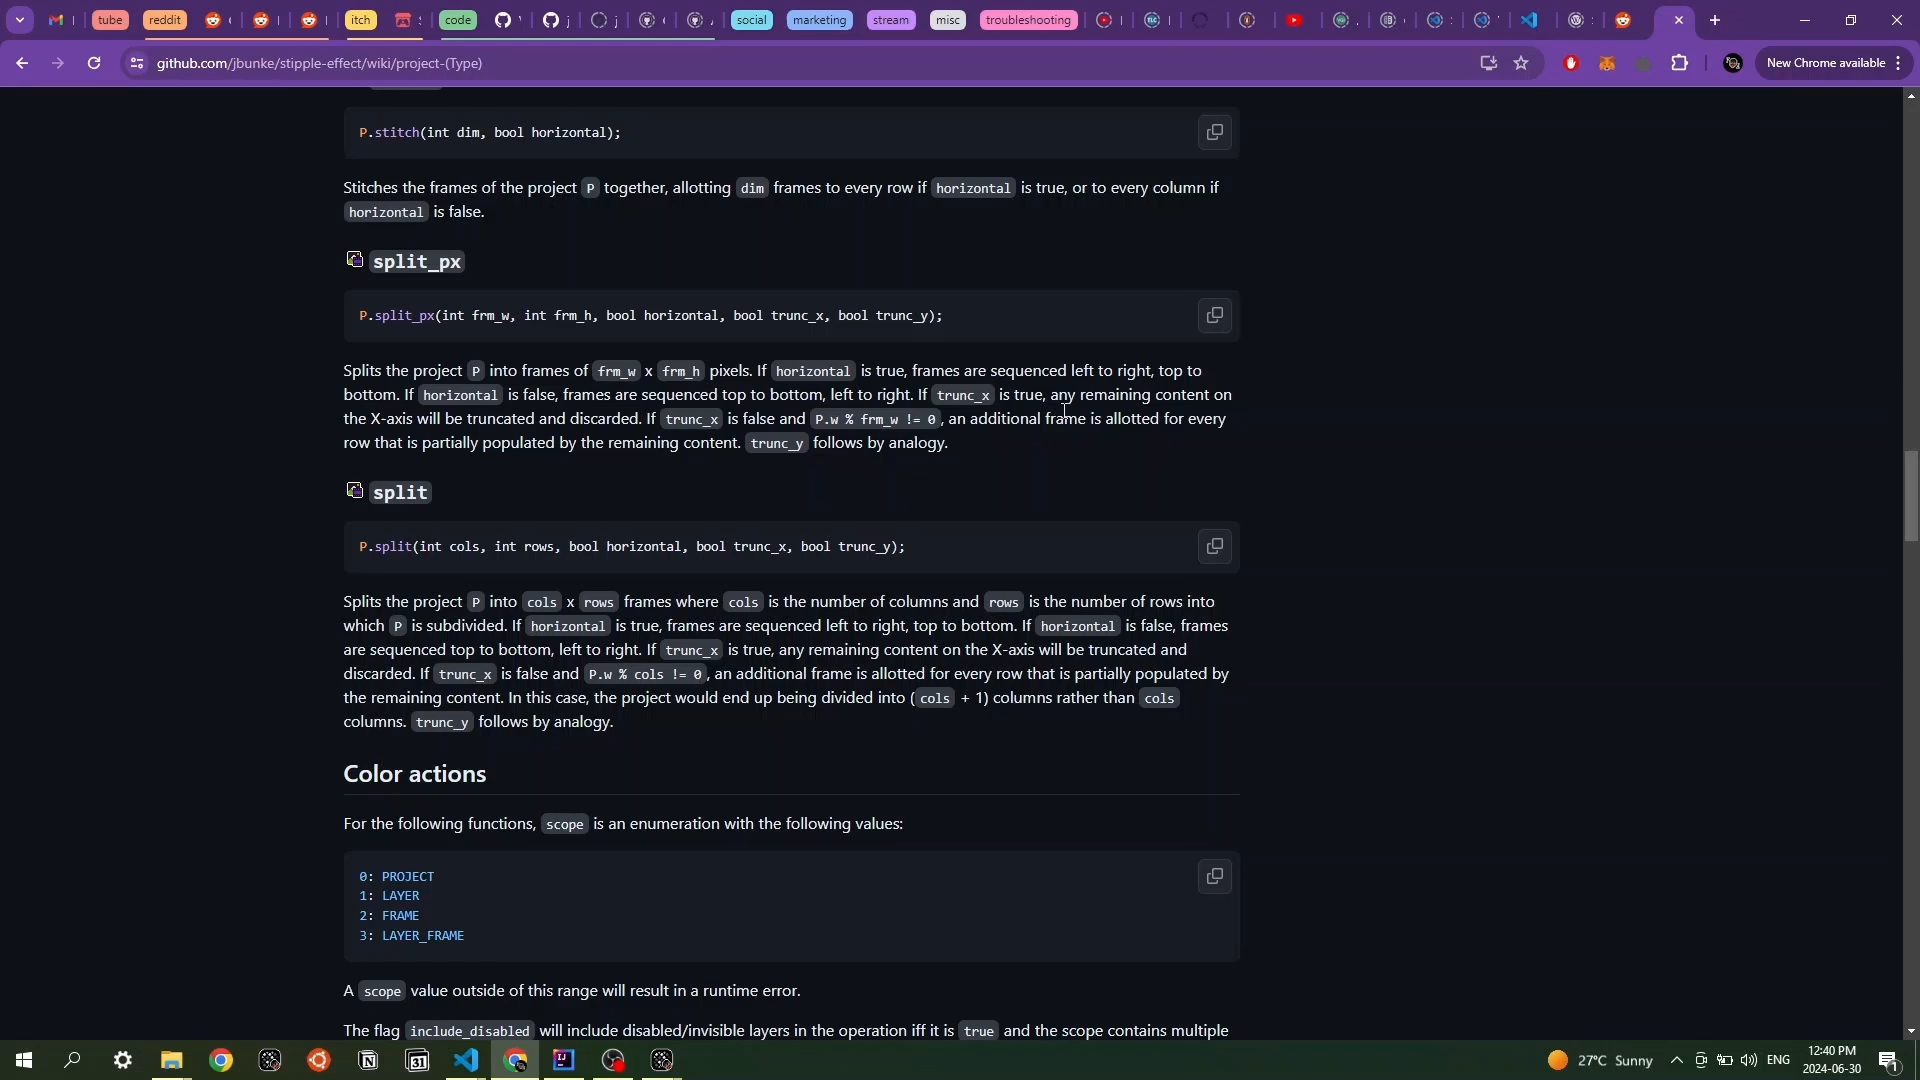 tube
reddit
itch
code
social
marketing
stream
misc
troubleshooting
github.com/jbunke/stipple-effect/wiki/project-(Type)
New Chrome available
P.stitch(int dim, bool horizontal);
Stitches the frames of the project P together, allotting dim frames to every row if horizontal is true, or to every column if
horizontal is false.
split_px
P.split_px(int frm_w, int frm_h, bool horizontal, bool trunc_x, bool trunc_y);
Splits the project P into frames of frm_w x frm_h pixels. If horizontal is true, frames are sequenced left to right, top to
bottom. If horizontal is false, frames are sequenced top to bottom, left to right. If trunc_x is true, any remaining content on
the X-axis will be truncated and discarded. If trunc_x is false and P.w % frm_w != 0, an additional frame is allotted for every
row that is partially populated by the remaining content. trunc_y follows by analogy.
split
P.split(int cols, int rows, bool horizontal, bool trunc_x, bool trunc_y);
Splits the project P into cols x rows frames where cols is the number of columns and rows is the number of rows into
which P is subdivided. If horizontal is true, frames are sequenced left to right, top to bottom. If horizontal is false, frames
are sequenced top to bottom, left to right. If trunc_x is true, any remaining content on the X-axis will be truncated and
discarded. If trunc_x is false and P.w % cols != 0, an additional frame is allotted for every row that is partially populated by
the remaining content. In this case, the project would end up being divided into (cols + 1) columns rather than cols
columns. trunc_y follows by analogy.
Color actions
For the following functions, scope is an enumeration with the following values:
0: PROJECT
1: LAYER
2: FRAME
3: LAYER_FRAME
A scope value outside of this range will result in a runtime error.
The flag include_disabled will include disabled/invisible layers in the operation iff it is true and the scope contains multiple
27°C Sunny
ENG
12:40 PM
2024-06-30